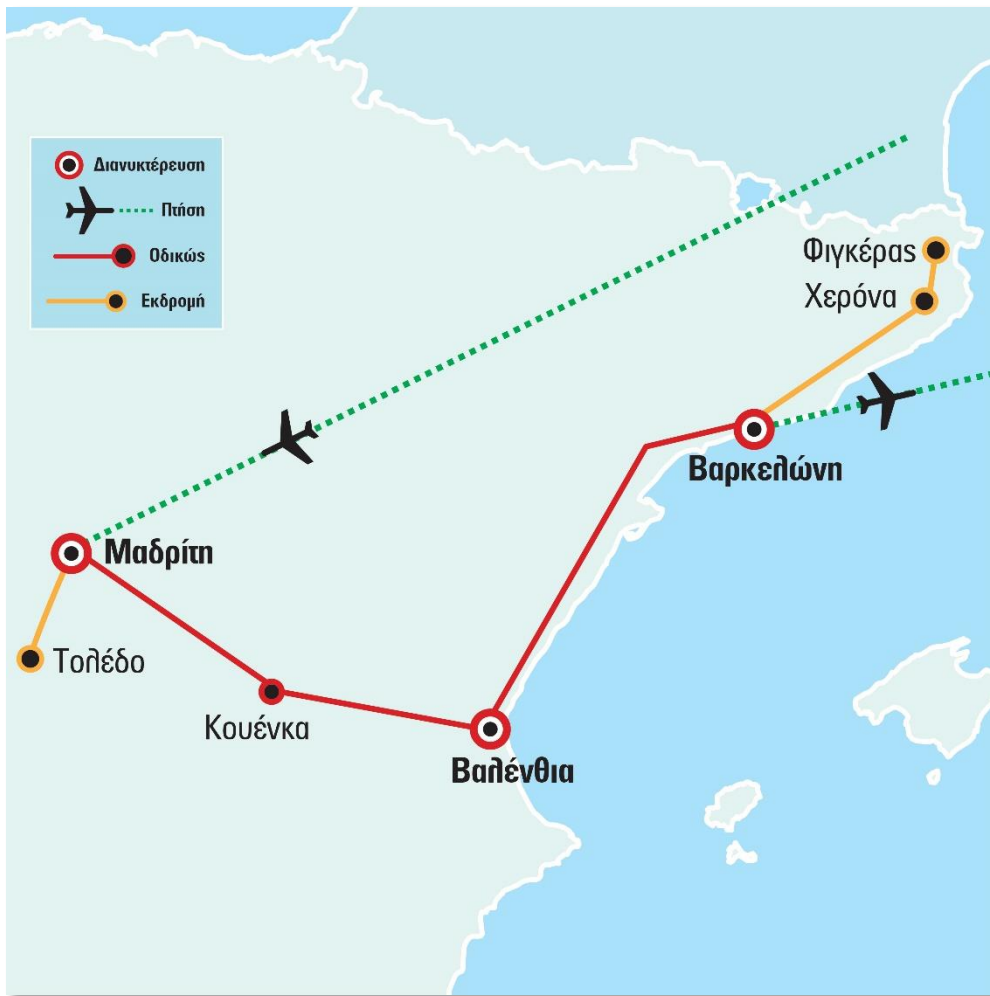 Διανυκτέρευση
Πτήση
Οδικώς
Εκδρομή
Φιγκέρας
Χερόνα
Βαρκελώνη
Μαδρίτη
Τολέδο
Κουένκα
Βαλένθια